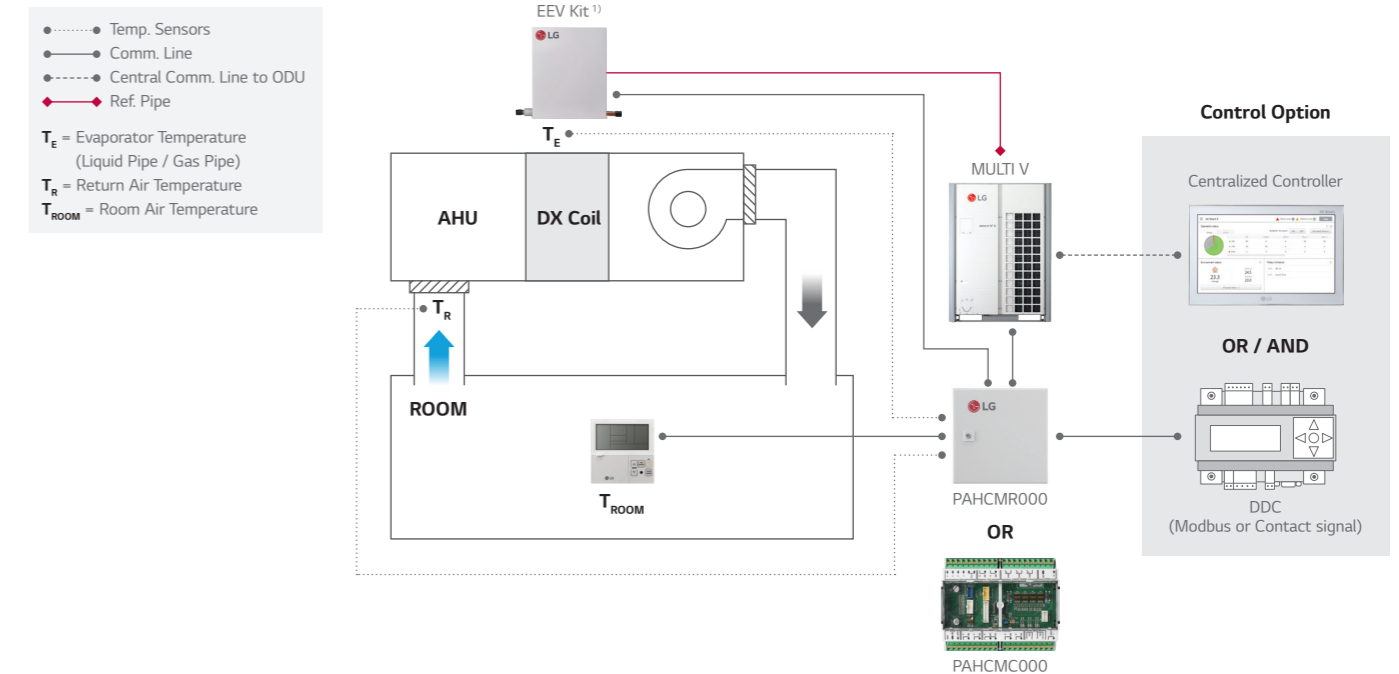 Temp. Sensors
Comm. Line
Central Comm. Line to ODU
Ref. Pipe
TE = Evaporator Temperature
(Liquid Pipe / Gas Pipe)
TR = Return Air Temperature
TROOM = Room Air Temperature
EEV Kit 1)
LG
TE
AHU
DX Coil
TR
ROOM
TROOM
MULTI V
LG
LG
PAHCMR000
OR
PAHCMC000
Control Option
Centralized Controller
LG
OR / AND
DDC
(Modbus or Contact signal)